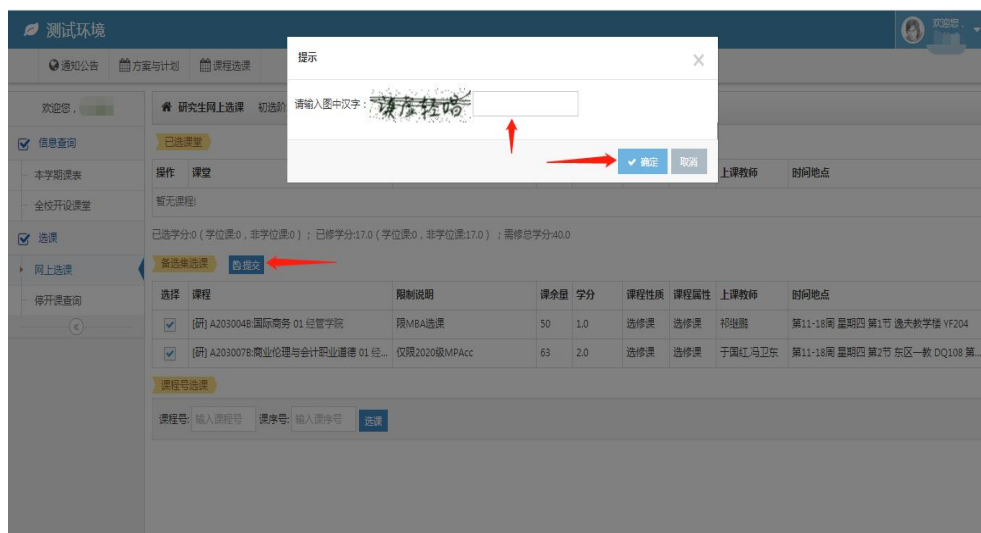 测试环境
欢迎您，
通知公告 方案与计划 课程选课
提示
×
请输入图中汉字：
✔ 确定 取消
欢迎您，
研究生网上选课 初选阶
信息查询
本学期课表
全校开设课堂
选课
网上选课
停开课查询
已选课堂
操作 课堂 上课教师 时间地点
暂无课程!
已选学分:0 ( 学位课:0 , 非学位课:0 ) ; 已修学分:17.0 ( 学位课:0 , 非学位课:17.0 ) ; 需修总学分:40.0
备选集选课 提交
选择 课程 限制说明 课余量 学分 课程性质 课程属性 上课教师 时间地点
[研] A203004B:国际商务 01 经管学院 限MBA选课 50 1.0 选修课 选修课 祁继鹏 第11-18周 星期四 第1节 逸夫教学楼 YF204
[研] A203007B:商业伦理与会计职业道德 01 经... 仅限2020级MPAcc 63 2.0 选修课 选修课 于国红,冯卫东 第11-18周 星期四 第2节 东区一教 DQ108 第...
课程号选课
课程号: 输入课程号 课序号: 输入课序号 选课